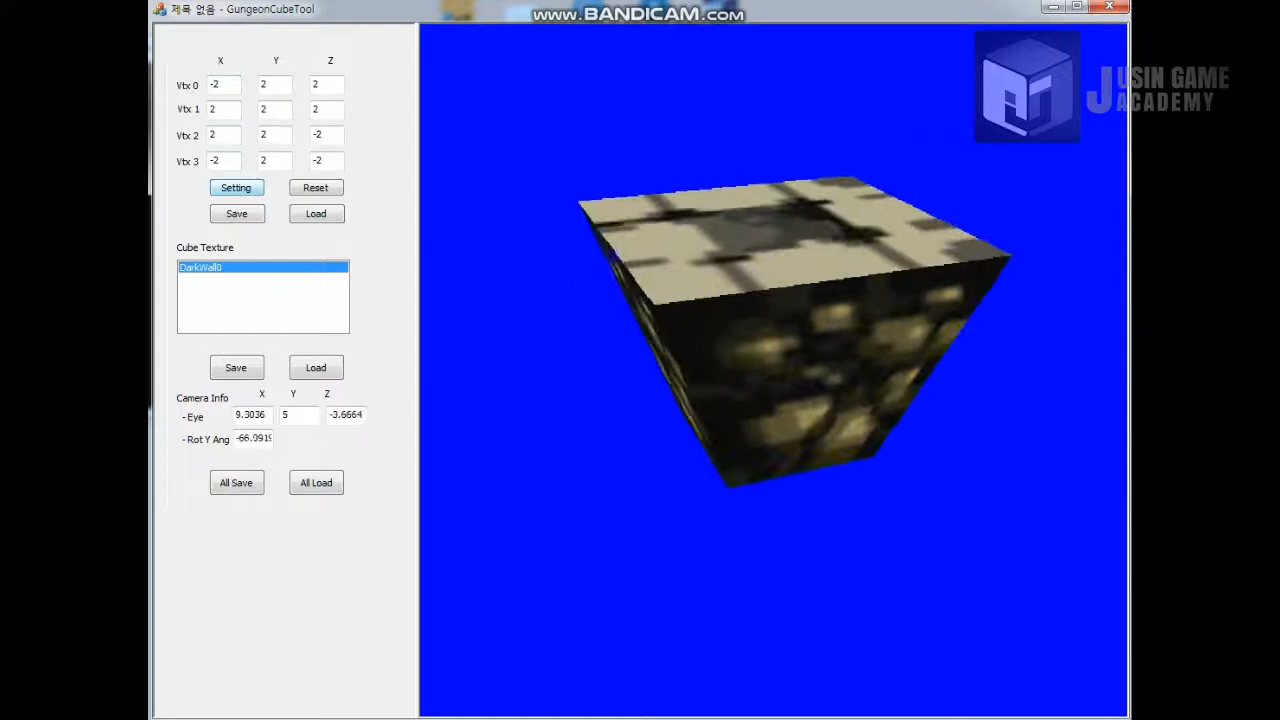 제목 없음 - GungeonCubeTool
www.BANDICAM.com
JUSIN GAME
ACADEMY
X Y Z
Vtx 0 -2 2 2
Vtx 1 2 2 2
Vtx 2 2 2 -2
Vtx 3 -2 2 -2
Setting Reset
Save Load
Cube Texture
DarkWall0
Save Load
X Y Z
Camera Info
- Eye 9.3036 5 -3.6664
- Rot Y Ang -66.9919
All Save All Load